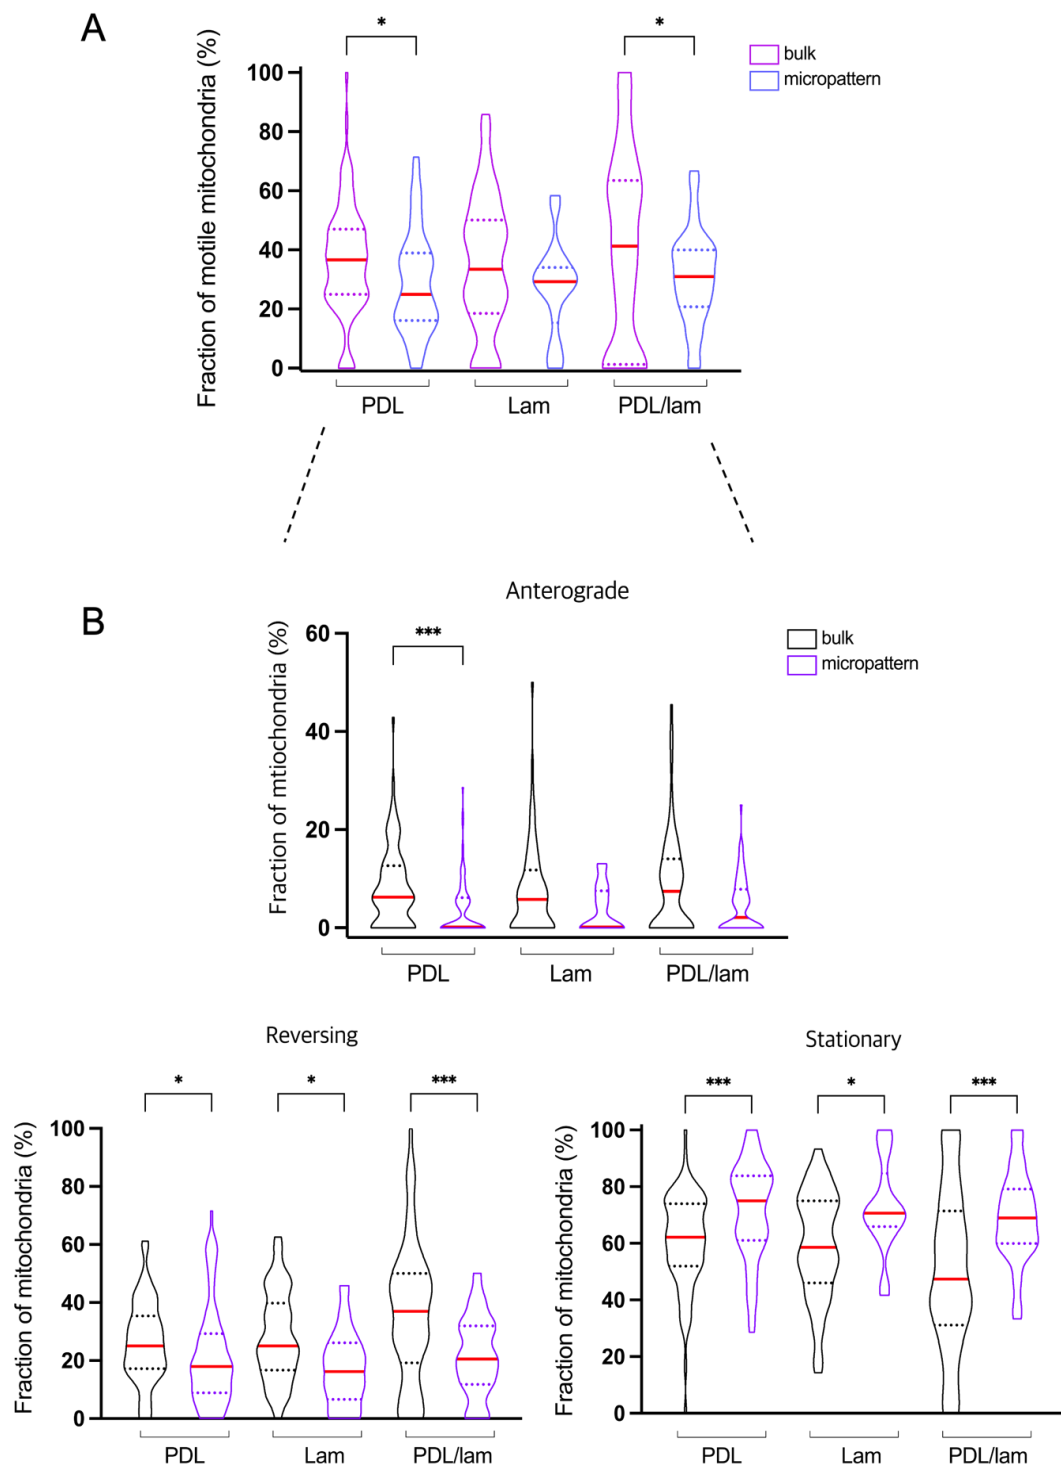 A
*
*
bulk
micropattern
Fraction of motile mitochondria (%)
100
80
60
40
20
0
PDL
Lam
PDL/lam
B
Anterograde
***
bulk
micropattern
Fraction of mtiochondria (%)
60
40
20
0
PDL
Lam
PDL/lam
Reversing
*
*
***
Fraction of mitochondria (%)
100
80
60
40
20
0
PDL
Lam
PDL/lam
Stationary
***
*
***
Fraction of mitochondria (%)
100
80
60
40
20
0
PDL
Lam
PDL/lam